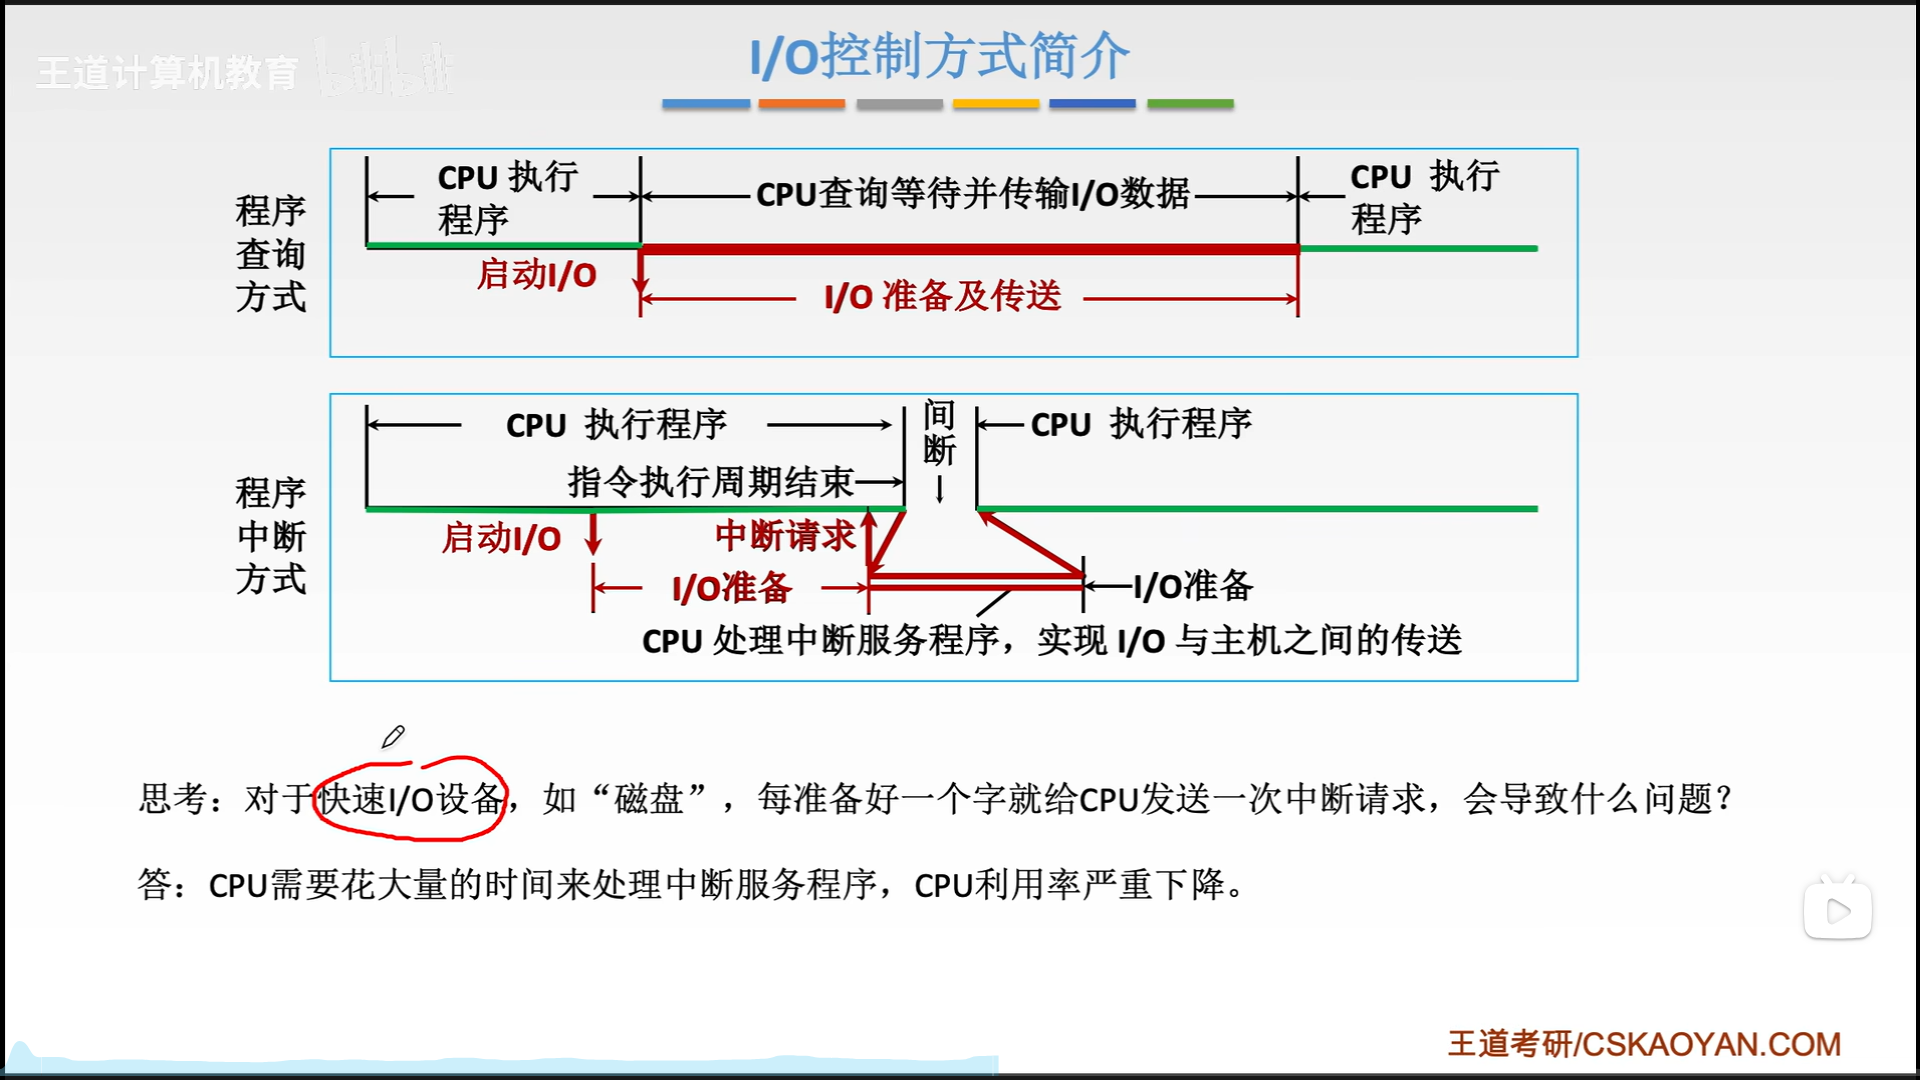 王道计算机教育 bilibili
I/O控制方式简介
程序
查询
方式
CPU 执行
程序
CPU查询等待并传输I/O数据
CPU 执行
程序
启动I/O
I/O 准备及传送
程序
中断
方式
CPU 执行程序
间
断
CPU 执行程序
指令执行周期结束
启动I/O
中断请求
I/O准备
I/O准备
CPU 处理中断服务程序，实现 I/O 与主机之间的传送
思考：对于快速I/O设备，如“磁盘”，每准备好一个字就给CPU发送一次中断请求，会导致什么问题？
答：CPU需要花大量的时间来处理中断服务程序，CPU利用率严重下降。
王道考研/CSKAOYAN.COM